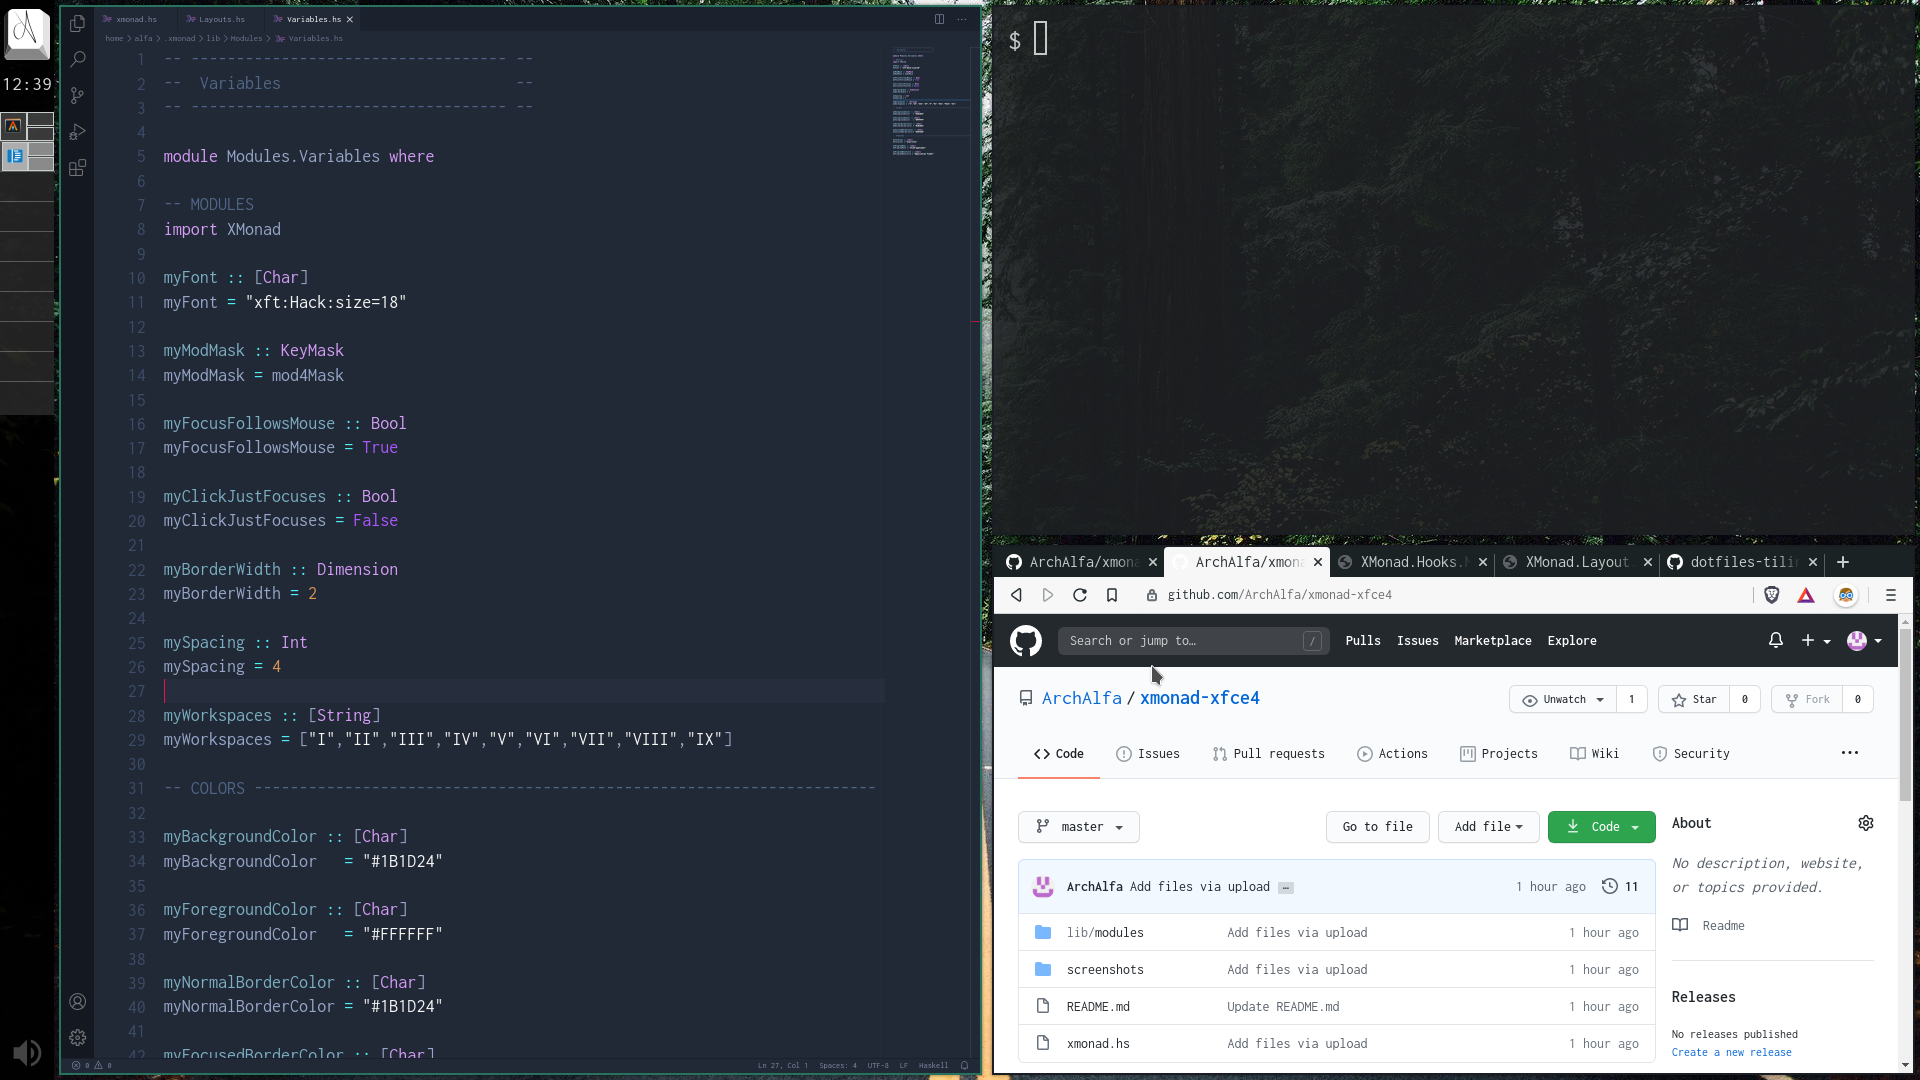 12:39
xmonad.hs
Layouts.hs
Variables.hs
home > alfa > .xmonad > lib > Modules > Variables.hs
1 -- ----------------------------------- --
2 --  Variables                          --
3 -- ----------------------------------- --
4
5 module Modules.Variables where
6
7 -- MODULES
8 import XMonad
9
10 myFont :: [Char]
11 myFont = "xft:Hack:size=18"
12
13 myModMask :: KeyMask
14 myModMask = mod4Mask
15
16 myFocusFollowsMouse :: Bool
17 myFocusFollowsMouse = True
18
19 myClickJustFocuses :: Bool
20 myClickJustFocuses = False
21
22 myBorderWidth :: Dimension
23 myBorderWidth = 2
24
25 mySpacing :: Int
26 mySpacing = 4
27
28 myWorkspaces :: [String]
29 myWorkspaces = ["I","II","III","IV","V","VI","VII","VIII","IX"]
30
31 -- COLORS ---------------------------------------------------------------------
32
33 myBackgroundColor :: [Char]
34 myBackgroundColor   = "#1B1D24"
35
36 myForegroundColor :: [Char]
37 myForegroundColor   = "#FFFFFF"
38
39 myNormalBorderColor :: [Char]
40 myNormalBorderColor = "#1B1D24"
41
42 myFocusedBorderColor :: [Char]
0 0 Ln 27, Col 1 Spaces: 4 UTF-8 LF Haskell
$
ArchAlfa/xmona
ArchAlfa/xmona
XMonad.Hooks.
XMonad.Layout
dotfiles-tili
github.com/ArchAlfa/xmonad-xfce4
Search or jump to… / Pulls Issues Marketplace Explore
ArchAlfa / xmonad-xfce4 Unwatch 1 Star 0 Fork 0
Code Issues Pull requests Actions Projects Wiki Security
master Go to file Add file Code
ArchAlfa Add files via upload … 1 hour ago 11
lib/modules Add files via upload 1 hour ago
screenshots Add files via upload 1 hour ago
README.md Update README.md 1 hour ago
xmonad.hs Add files via upload 1 hour ago
About
No description, website,
or topics provided.
Readme
Releases
No releases published
Create a new release